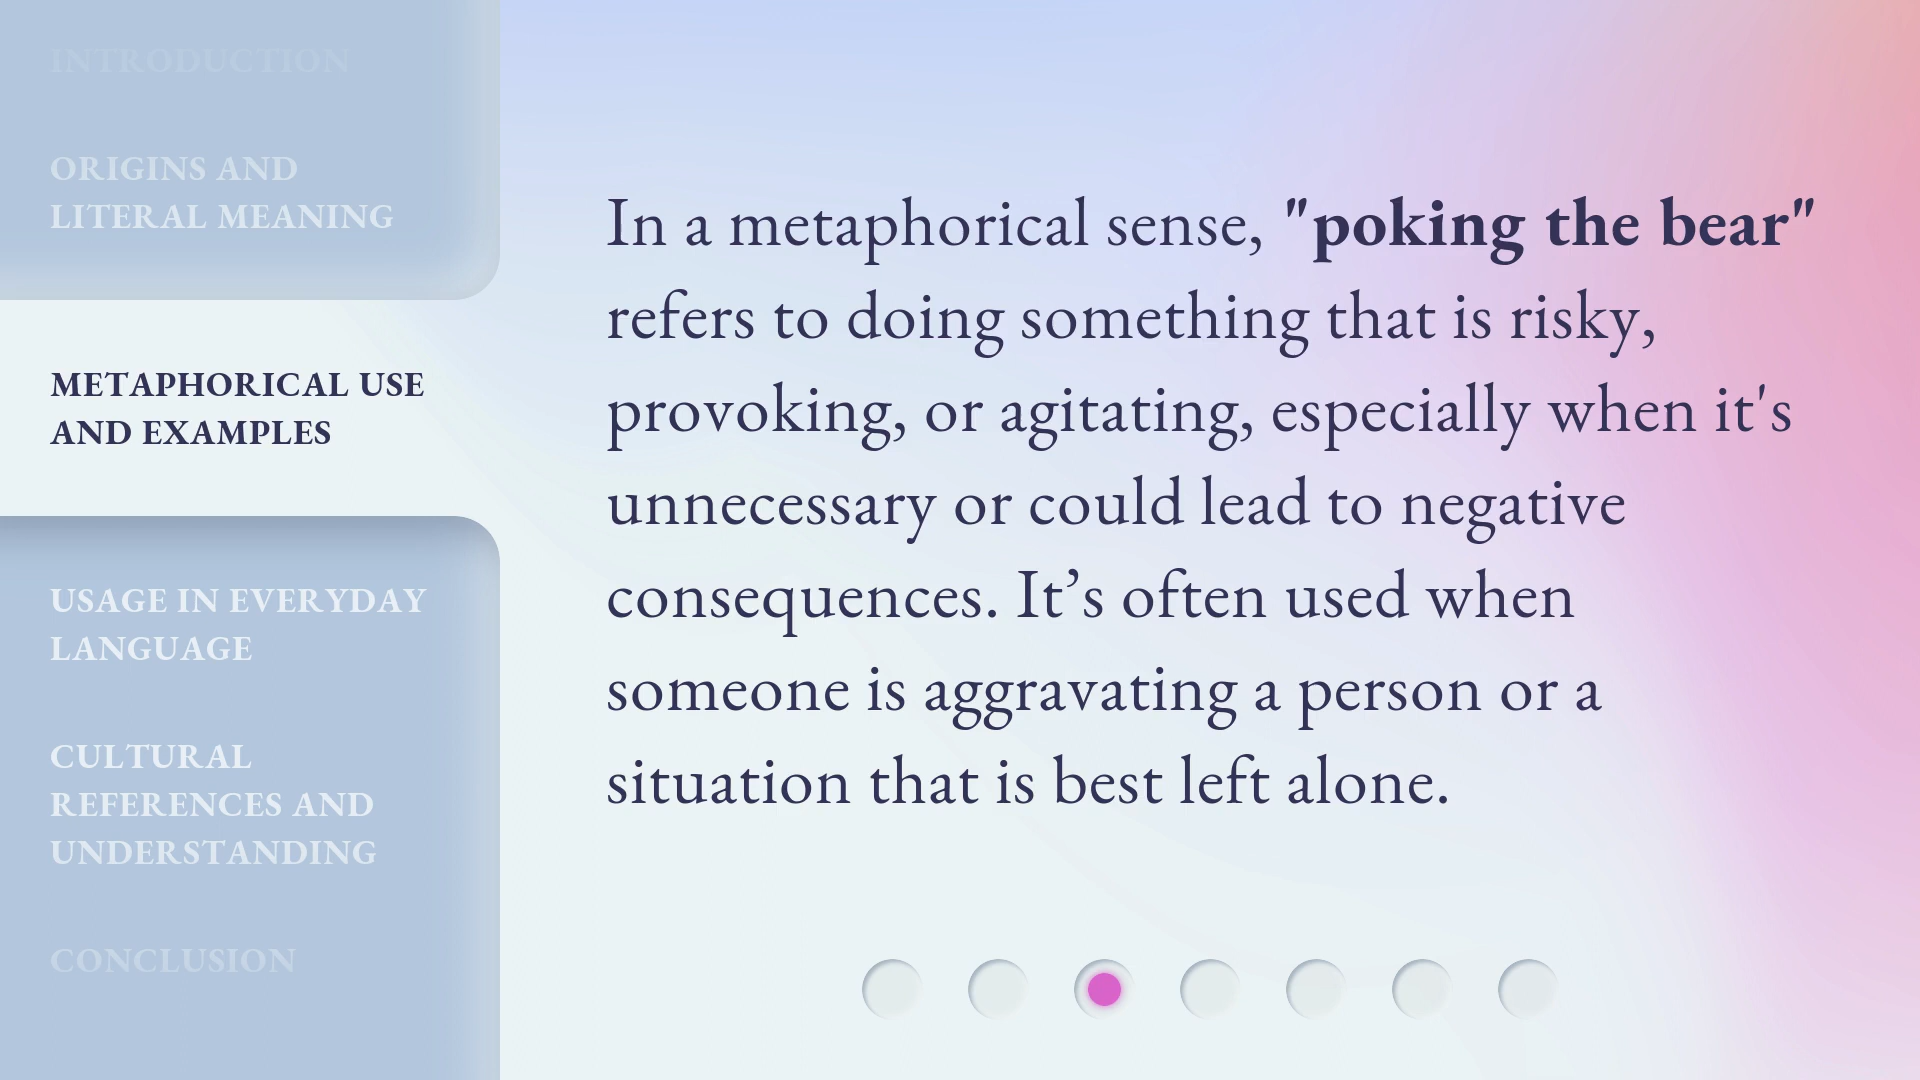 INTRODUCTION
ORIGINS AND
LITERAL MEANING
METAPHORICAL USE
AND EXAMPLES
USAGE IN EVERYDAY
LANGUAGE
CULTURAL
REFERENCES AND
UNDERSTANDING
CONCLUSION
In a metaphorical sense, "poking the bear"
refers to doing something that is risky,
provoking, or agitating, especially when it's
unnecessary or could lead to negative
consequences. It’s often used when
someone is aggravating a person or a
situation that is best left alone.